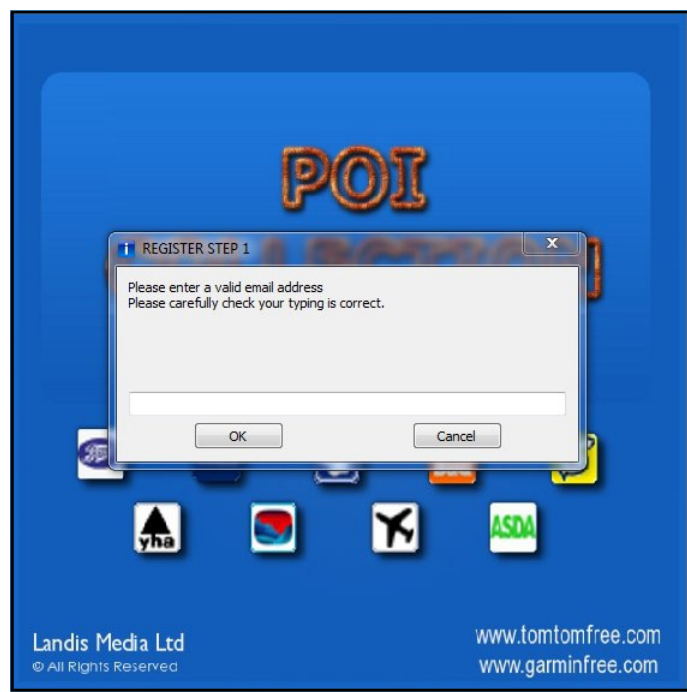 POI
REGISTER STEP 1
Please enter a valid email address
Please carefully check your typing is correct.
OK
Cancel
yha
ASDA
Landis Media Ltd
© All Rights Reserved
www.tomtomfree.com
www.garminfree.com